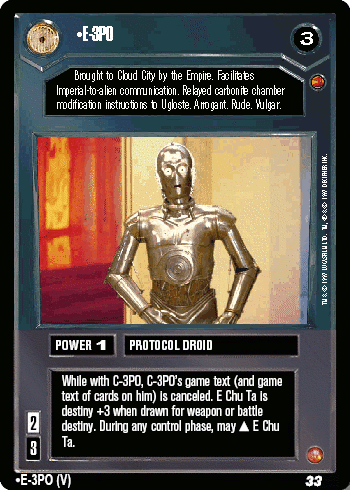 •E-3PO
3
Brought to Cloud City by the Empire. Facilitates
Imperial-to-alien communication. Relayed carbonite chamber
modification instructions to Ugloste. Arrogant. Rude. Vulgar.
POWER 1
PROTOCOL DROID
While with C-3PO, C-3PO's game text (and game
text of cards on him) is canceled. E Chu Ta is
destiny +3 when drawn for weapon or battle
destiny. During any control phase, may ▲ E Chu
Ta.
2
3
•E-3PO (V)
33